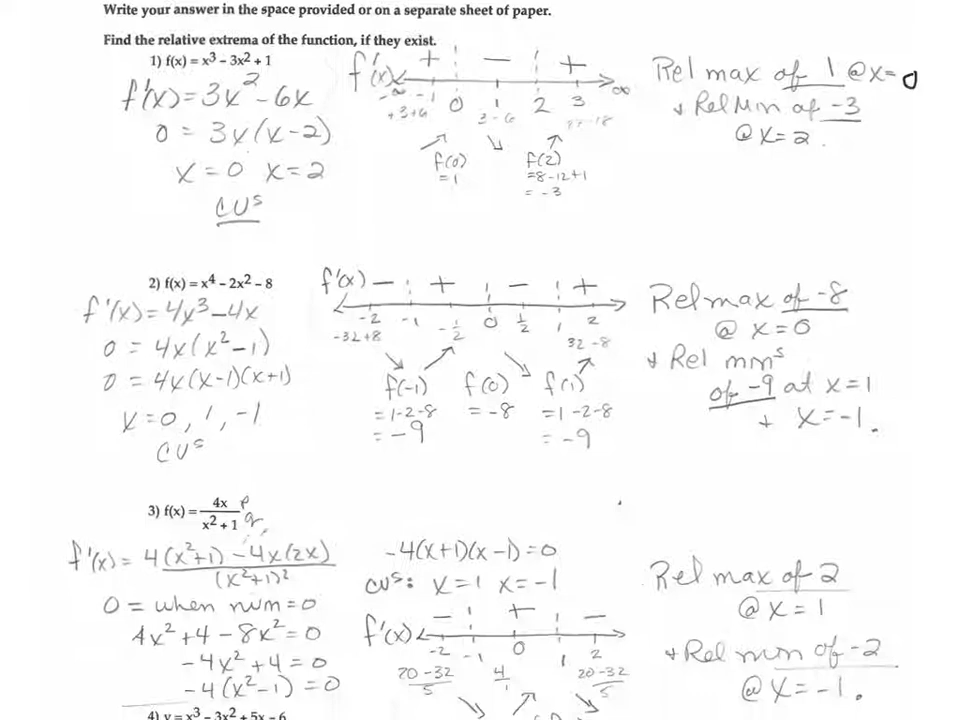 Write your answer in the space provided or on a separate sheet of paper.
Find the relative extrema of the function, if they exist.
1) f(x) = x³ – 3x² + 1
f'(x) = 3x² - 6x
0 = 3x(x-2)
x = 0 x = 2
CVs
f'(x) + - +
-∞ -1 0 1 2 3 ∞
+3+6 3-6 27-18
f(0) f(2)
= 1 = 8-12+1
= -3
Rel max of 1 @ x = 0
+ Rel Min of -3
@ x = 2
2) f(x) = x⁴ – 2x² – 8
f'(x) = 4x³ - 4x
0 = 4x(x² - 1)
0 = 4x(x-1)(x+1)
x = 0, 1, -1
CVs
f'(x) - + - +
-2 -1 -1/2 0 1/2 1 2
-32+8 32-8
f(-1) f(0) f(1)
= 1-2-8 = -8 = 1-2-8
= -9 = -9
Rel max of -8
@ x = 0
+ Rel mins
of -9 at x = 1
+ x = -1.
3) f(x) = 4x / x² + 1
f'(x) = 4(x²+1) - 4x(2x) / (x²+1)²
0 = when num = 0
4x² + 4 - 8x² = 0
-4x² + 4 = 0
-4(x² - 1) = 0
-4(x+1)(x-1) = 0
CVs: x = 1 x = -1
f'(x) - + -
-2 -1 0 1 2
20-32/5 4/1 20-32/5
Rel max of 2
@ x = 1
+ Rel min of -2
@ x = -1.
4) y = x³ – 3x² + 5x – 6